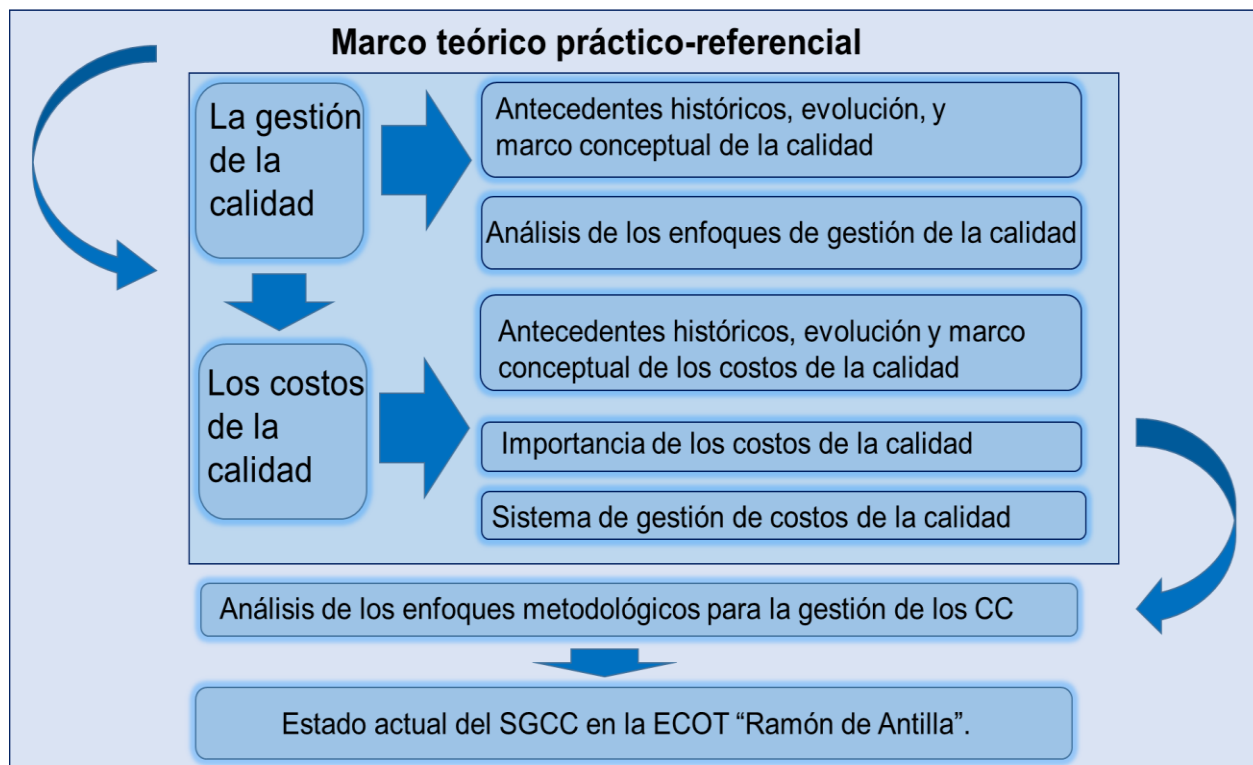 Marco teórico práctico-referencial
La gestión
de la
calidad
Antecedentes históricos, evolución, y
marco conceptual de la calidad
Análisis de los enfoques de gestión de la calidad
Los costos
de la
calidad
Antecedentes históricos, evolución y marco
conceptual de los costos de la calidad
Importancia de los costos de la calidad
Sistema de gestión de costos de la calidad
Análisis de los enfoques metodológicos para la gestión de los CC
Estado actual del SGCC en la ECOT “Ramón de Antilla”.